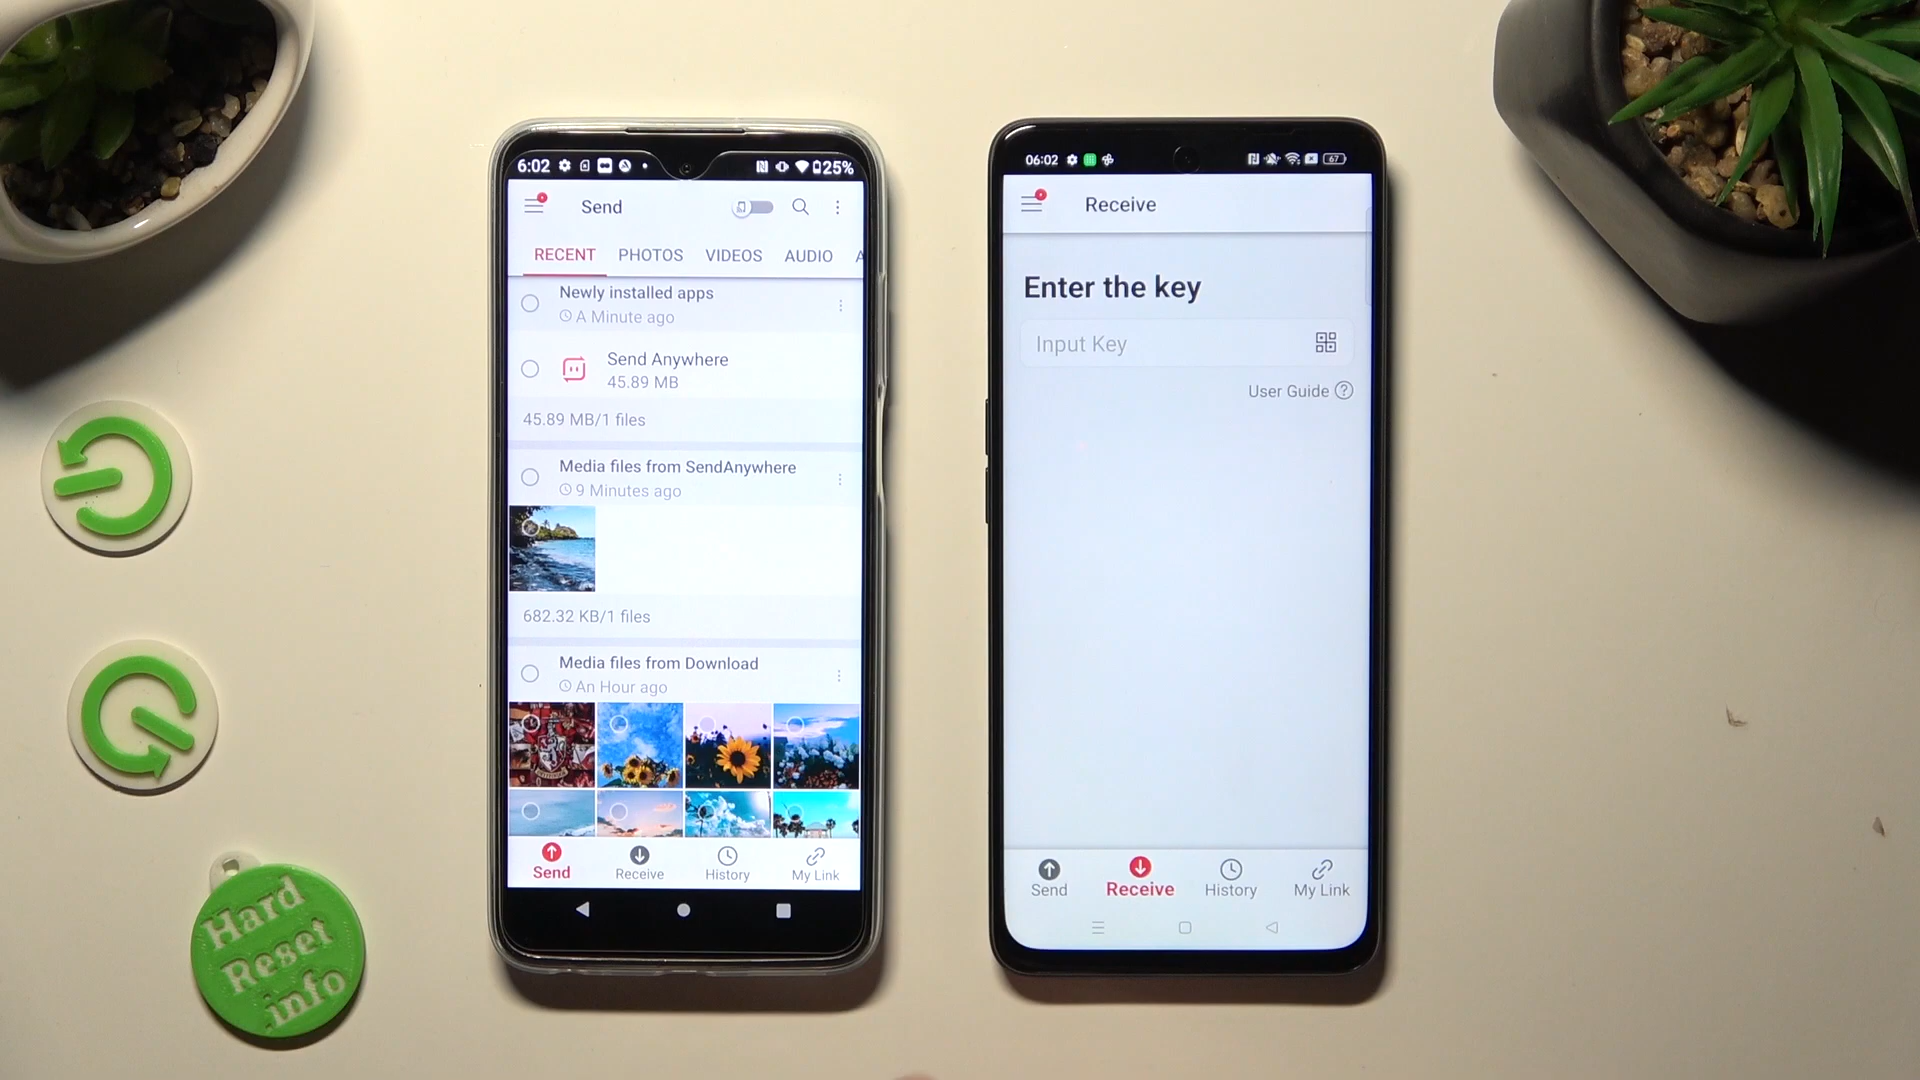 6:02
25%
Send
RECENT PHOTOS VIDEOS AUDIO A
Newly installed apps
A Minute ago
Send Anywhere
45.89 MB
45.89 MB/1 files
Media files from SendAnywhere
9 Minutes ago
682.32 KB/1 files
Media files from Download
An Hour ago
Send Receive History My Link
06:02
67
Receive
Enter the key
Input Key
User Guide ?
Send Receive History My Link
Hard
Reset
.info